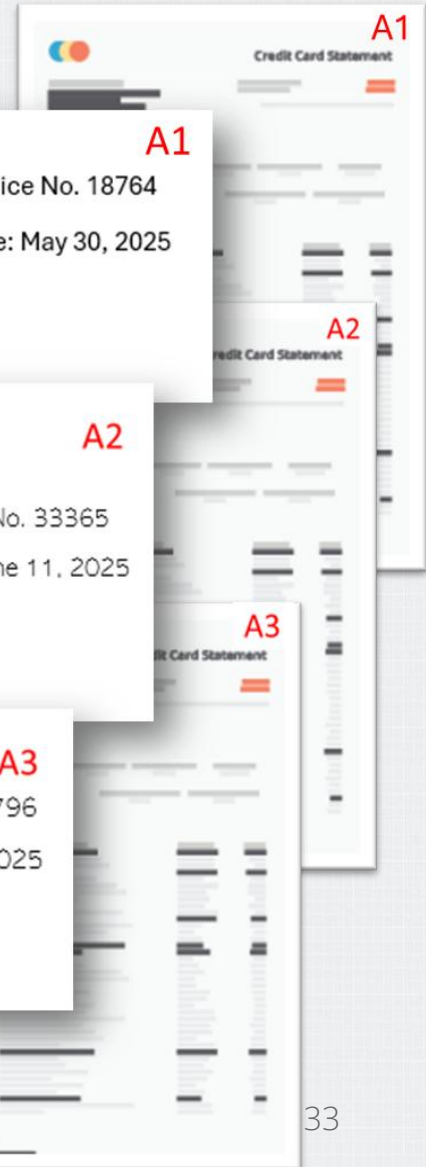 A1
Credit Card Statement
A1
ice No. 18764
e: May 30, 2025
A2
redit Card Statement
A2
No. 33365
ne 11, 2025
A3
dit Card Statement
A3
796
025
33